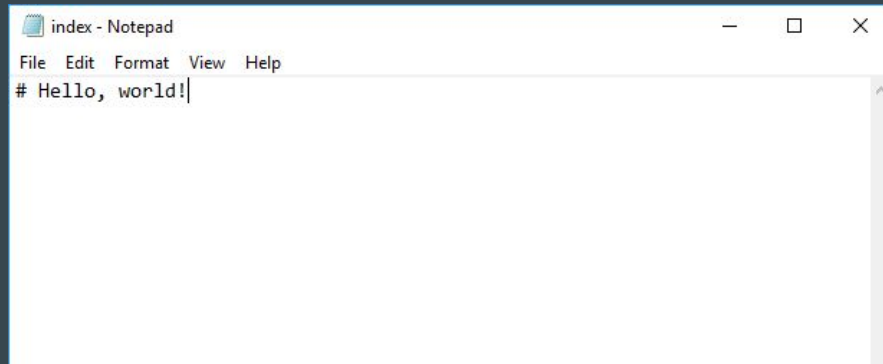 index - Notepad
File Edit Format View Help
# Hello, world!